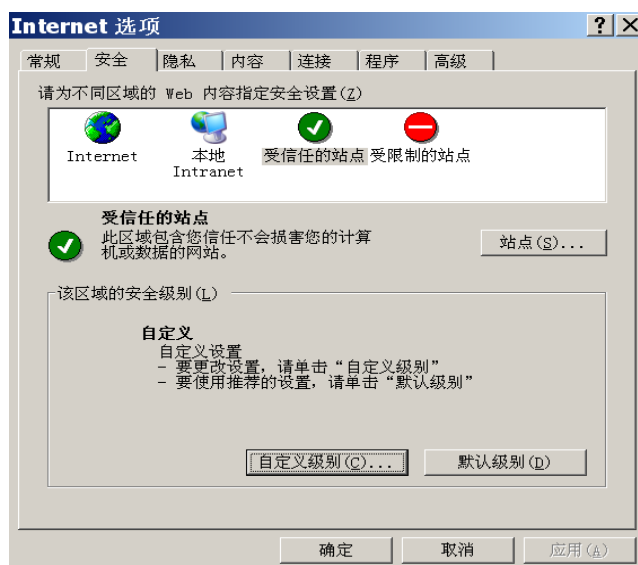 Internet 选项
常规 安全 隐私 内容 连接 程序 高级
请为不同区域的 Web 内容指定安全设置(Z)
Internet 本地 Intranet 受信任的站点 受限制的站点
受信任的站点
此区域包含您信任不会损害您的计算
机或数据的网站。
站点(S)...
该区域的安全级别(L)
自定义
自定义设置
- 要更改设置，请单击“自定义级别”
- 要使用推荐的设置，请单击“默认级别”
自定义级别(C)... 默认级别(D)
确定 取消 应用(A)